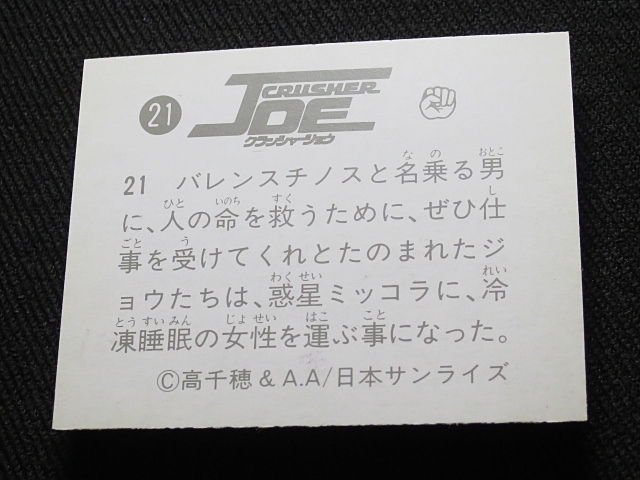 21
CRUSHER
JOE
クラッシャージョウ
21 バレンスチノスと名乗る男
に、人の命を救うために、ぜひ仕
事を受けてくれとたのまれたジ
ョウたちは、惑星ミッコラに、冷
凍睡眠の女性を運ぶ事になった。
©高千穂&A.A/日本サンライズ